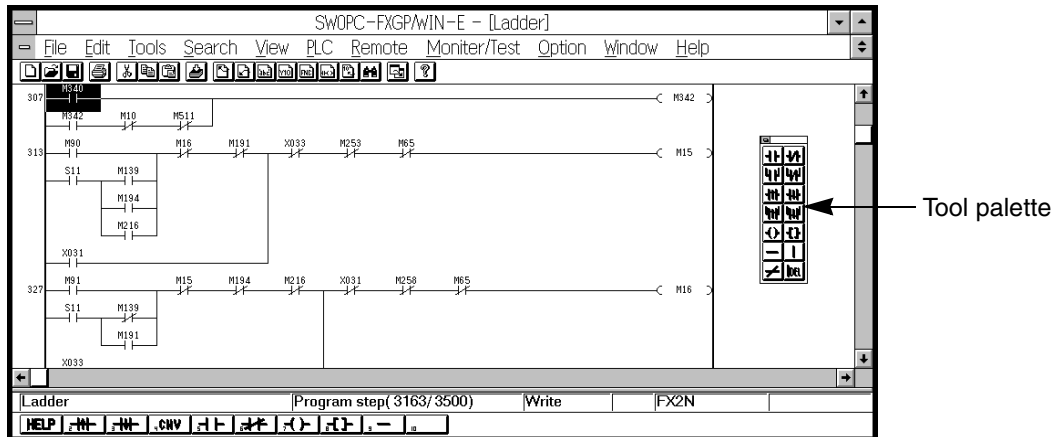 SW0PC-FXGP/WIN-E - [Ladder]
File Edit Tools Search View PLC Remote Moniter/Test Option Window Help
M340
307 M342
M342 M10 M511
M90 M16 M191 X033 M253 M65
313 M15
S11 M139
M194
M216
X031
M91 M15 M194 M216 X031 M258 M65
327 M16
S11 M139
M191
X033
Tool palette
DEL
Ladder Program step( 3163/ 3500) Write FX2N
HELP CNV